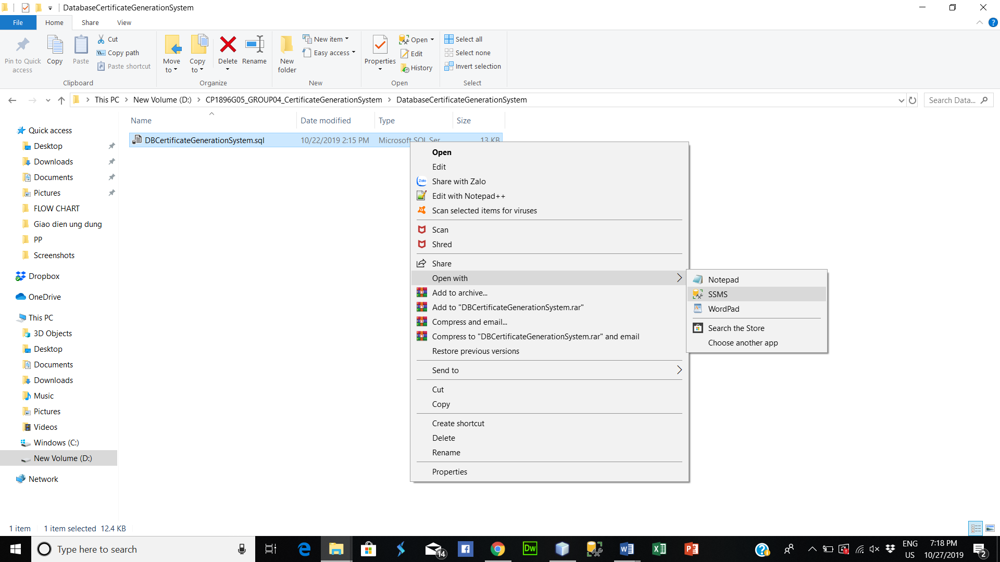 DatabaseCertificateGenerationSystem
File Home Share View
Pin to Quick access
Copy
Paste
Cut
Copy path
Paste shortcut
Clipboard
Move to
Copy to
Delete
Rename
Organize
New folder
New item
Easy access
New
Properties
Open
Edit
History
Open
Select all
Select none
Invert selection
Select
This PC > New Volume (D:) > CP1896G05_GROUP04_CertificateGenerationSystem > DatabaseCertificateGenerationSystem
Search Data...
Name Date modified Type Size
DBCertificateGenerationSystem.sql 10/22/2019 2:15 PM Microsoft SQL Ser 13 KB
Quick access
Desktop
Downloads
Documents
Pictures
FLOW CHART
Giao dien ung dung
PP
Screenshots
Dropbox
OneDrive
This PC
3D Objects
Desktop
Documents
Downloads
Music
Pictures
Videos
Windows (C:)
New Volume (D:)
Network
Open
Edit
Zalo
Share with Zalo
Edit with Notepad++
Scan selected items for viruses
Scan
Shred
Share
Open with
Add to archive...
Add to "DBCertificateGenerationSystem.rar"
Compress and email...
Compress to "DBCertificateGenerationSystem.rar" and email
Restore previous versions
Send to
Cut
Copy
Create shortcut
Delete
Rename
Properties
Notepad
SSMS
WordPad
Search the Store
Choose another app
1 item 1 item selected 12.4 KB
Type here to search
14
Dw
ENG
US
7:18 PM
10/27/2019
2